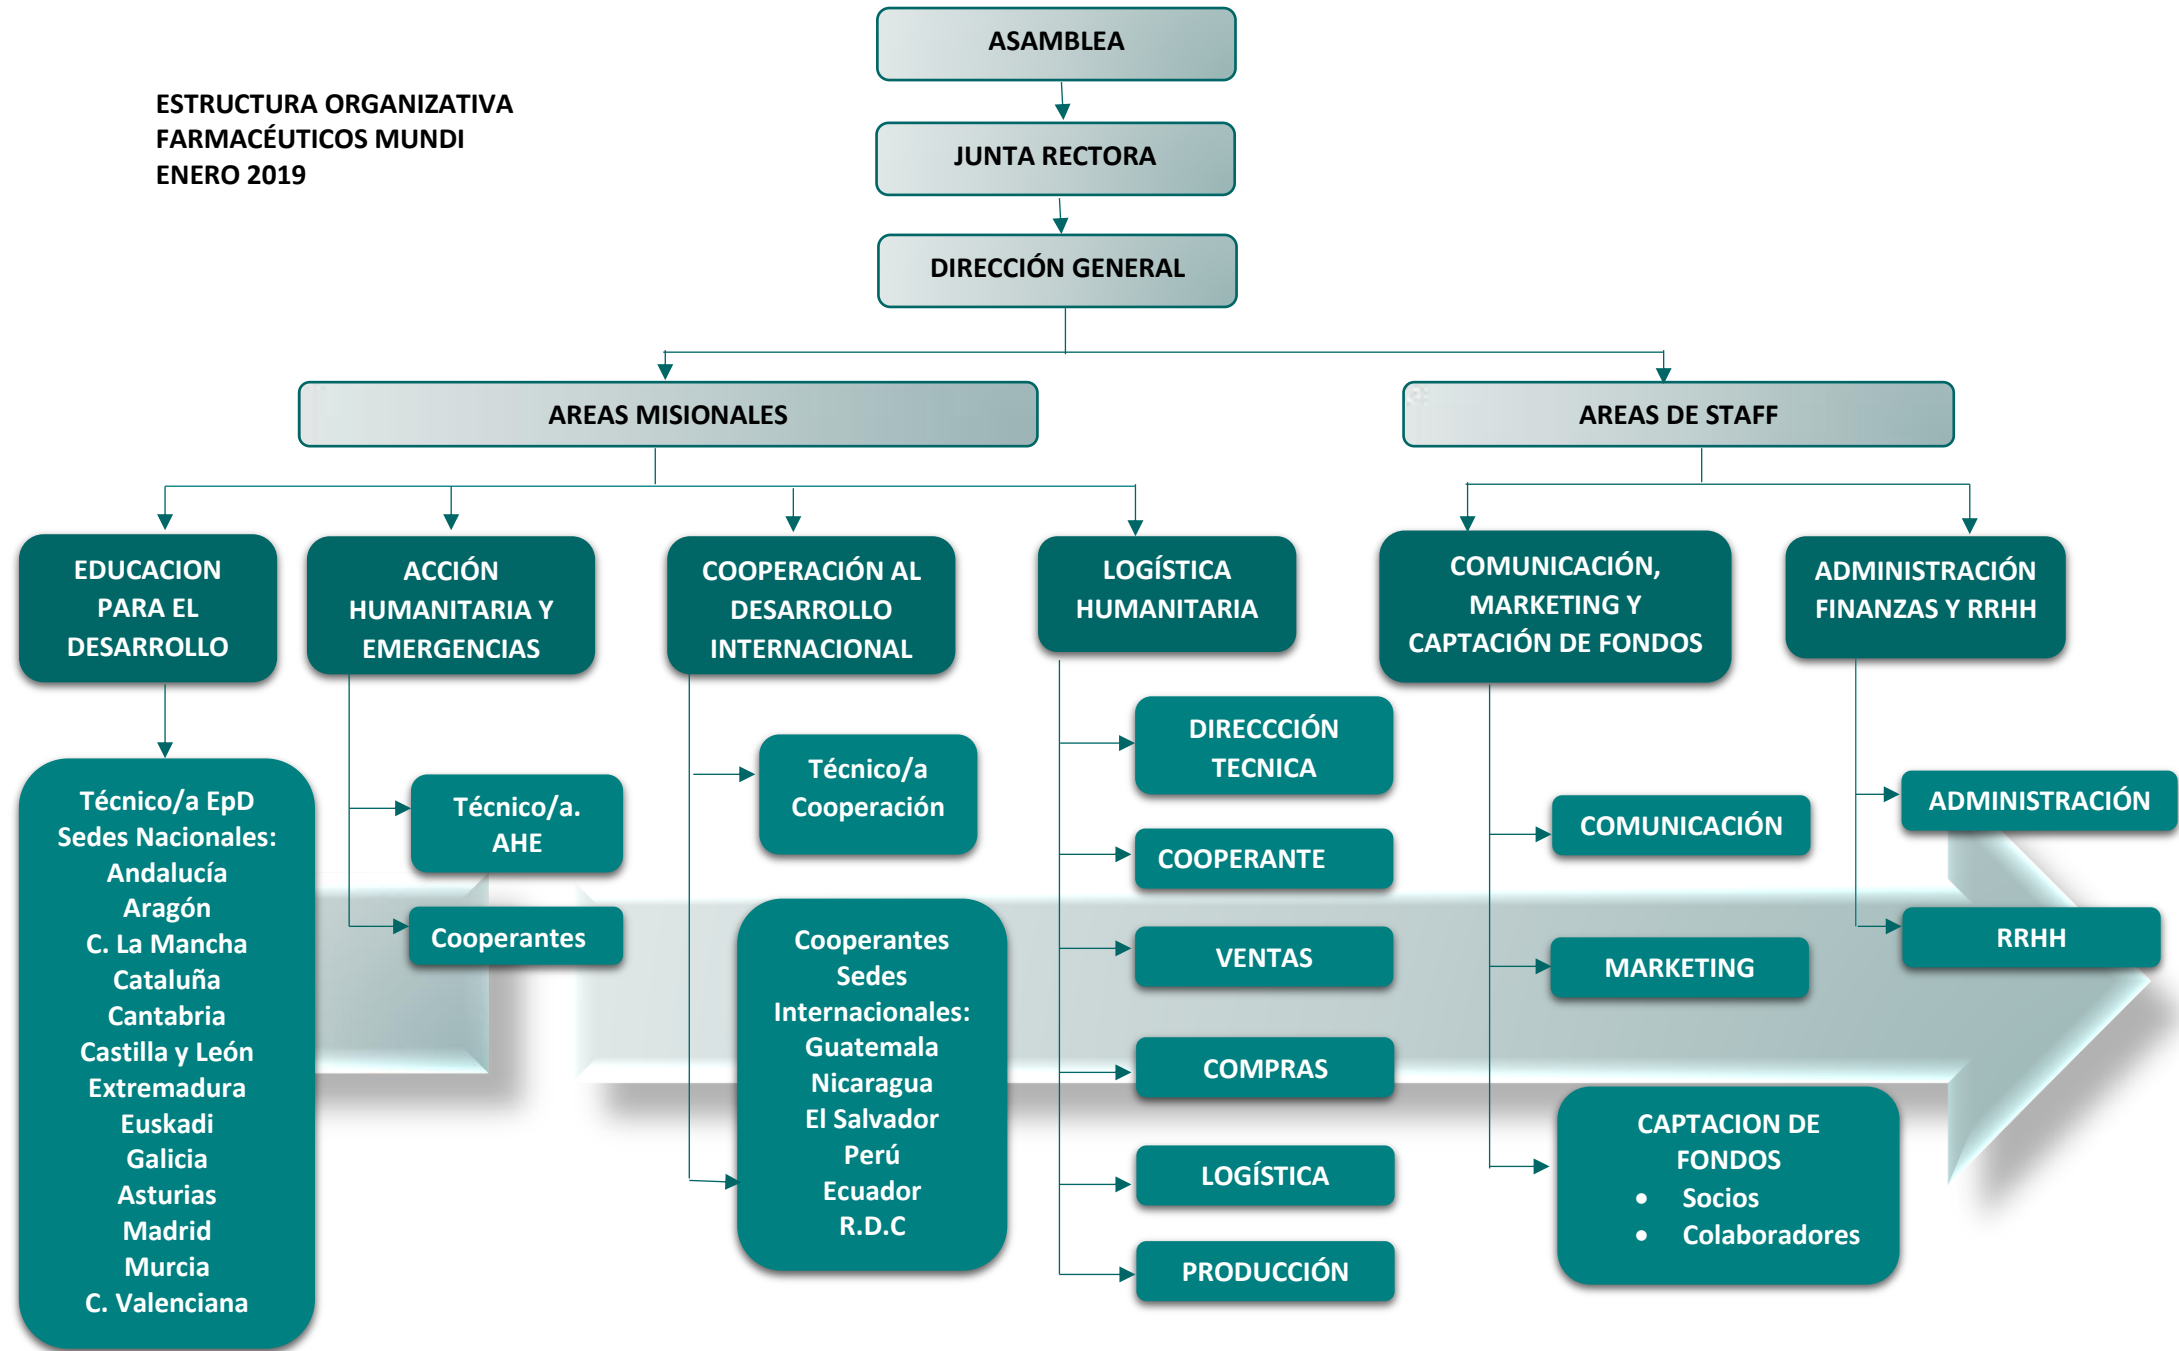 ESTRUCTURA ORGANIZATIVA
FARMACÉUTICOS MUNDI
ENERO 2019
ASAMBLEA
JUNTA RECTORA
DIRECCIÓN GENERAL
AREAS MISIONALES
AREAS DE STAFF
EDUCACION
PARA EL
DESARROLLO
ACCIÓN
HUMANITARIA Y
EMERGENCIAS
COOPERACIÓN AL
DESARROLLO
INTERNACIONAL
LOGÍSTICA
HUMANITARIA
COMUNICACIÓN,
MARKETING Y
CAPTACIÓN DE FONDOS
ADMINISTRACIÓN
FINANZAS Y RRHH
Técnico/a EpD
Sedes Nacionales:
Andalucía
Aragón
C. La Mancha
Cataluña
Cantabria
Castilla y León
Extremadura
Euskadi
Galicia
Asturias
Madrid
Murcia
C. Valenciana
Técnico/a.
AHE
Cooperantes
Técnico/a
Cooperación
Cooperantes
Sedes
Internacionales:
Guatemala
Nicaragua
El Salvador
Perú
Ecuador
R.D.C
DIRECCCIÓN
TECNICA
COOPERANTE
VENTAS
COMPRAS
LOGÍSTICA
PRODUCCIÓN
COMUNICACIÓN
MARKETING
CAPTACION DE
FONDOS
• Socios
• Colaboradores
ADMINISTRACIÓN
RRHH